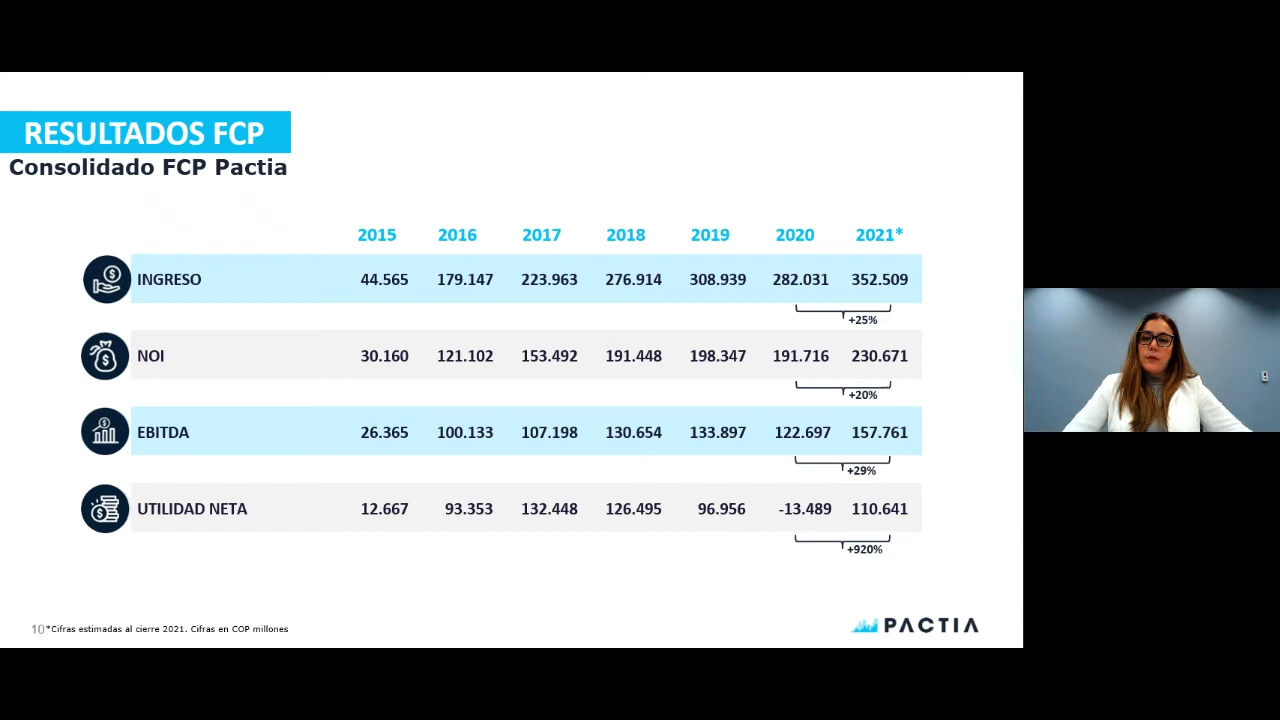 RESULTADOS FCP
Consolidado FCP Pactia
2015 2016 2017 2018 2019 2020 2021*
INGRESO 44.565 179.147 223.963 276.914 308.939 282.031 352.509
+25%
NOI 30.160 121.102 153.492 191.448 198.347 191.716 230.671
+20%
EBITDA 26.365 100.133 107.198 130.654 133.897 122.697 157.761
+29%
UTILIDAD NETA 12.667 93.353 132.448 126.495 96.956 -13.489 110.641
+920%
10 *Cifras estimadas al cierre 2021. Cifras en COP millones
PACTIA